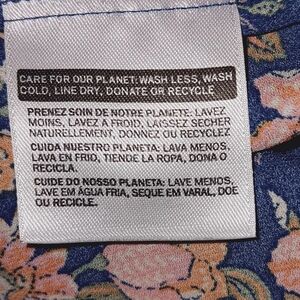 CARE FOR OUR PLANET: WASH LESS, WASH
COLD, LINE DRY, DONATE OR RECYCLE
PRENEZ SOIN DE NOTRE PLANETE: LAVEZ
MOINS, LAVEZ A FROID, LAISSEZ SECHER
NATURELLEMENT, DONNEZ OU RECYCLEZ
CUIDA NUESTRO PLANETA: LAVA MENOS,
LAVA EN FRIO, TIENDE LA ROPA, DONA O
RECICLA.
CUIDE DO NOSSO PLANETA: LAVE MENOS,
LAVE EM ÁGUA FRIA, SEQUE EM VARAL, DOE
OU RECICLE.